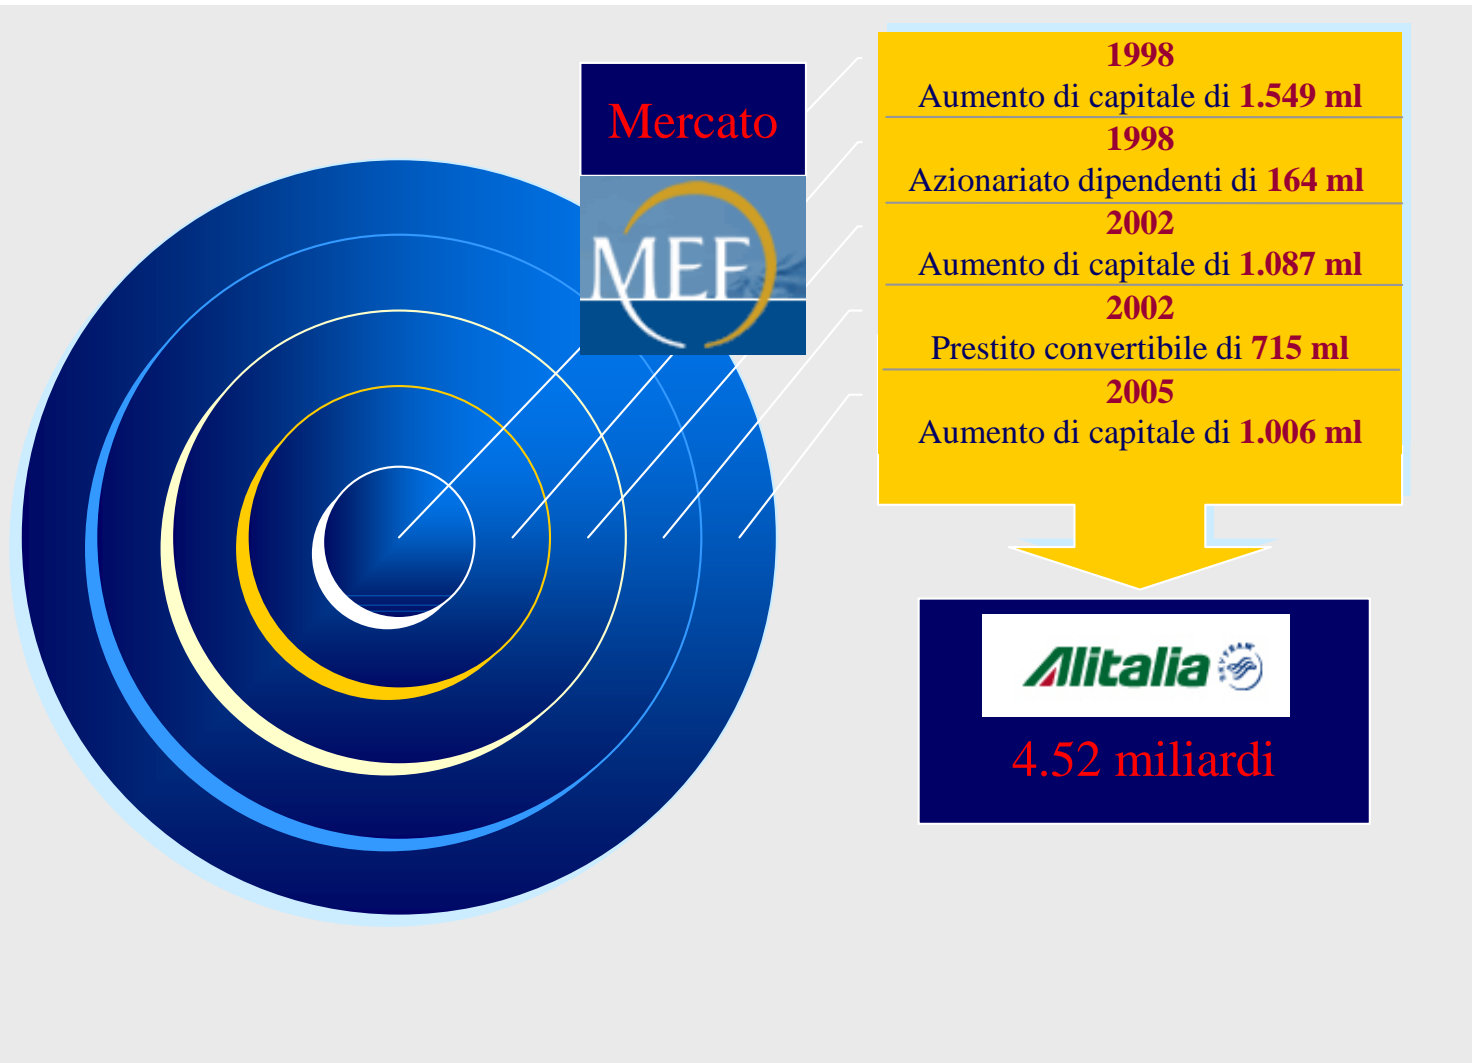 Mercato
MEF
1998
Aumento di capitale di 1.549 ml
1998
Azionariato dipendenti di 164 ml
2002
Aumento di capitale di 1.087 ml
2002
Prestito convertibile di 715 ml
2005
Aumento di capitale di 1.006 ml
Alitalia
SKYTEAM
4.52 miliardi